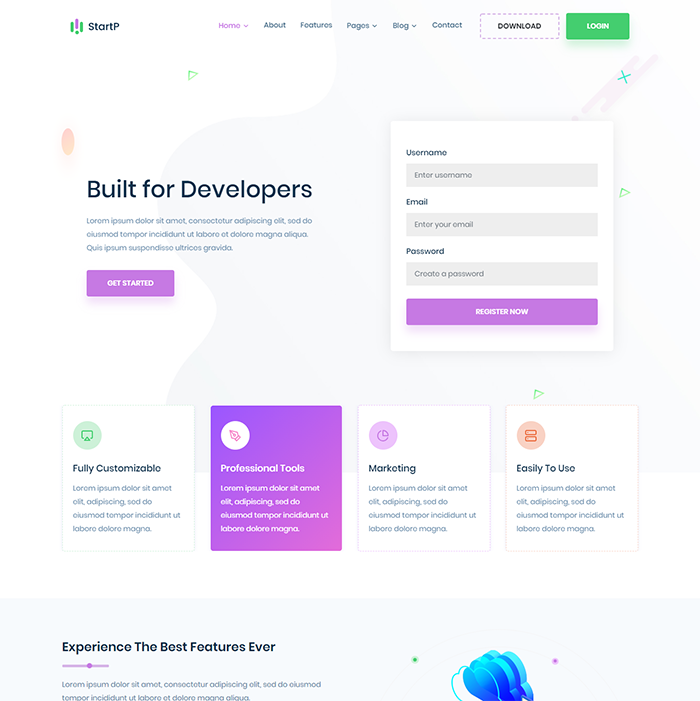 StartP
Home About Features Pages Blog Contact DOWNLOAD LOGIN
Built for Developers
Lorem ipsum dolor sit amet, consectetur adipiscing elit, sed do
eiusmod tempor incididunt ut labore et dolore magna aliqua.
Quis ipsum suspendisse ultrices gravida.
GET STARTED
Username
Enter username
Email
Enter your email
Password
Create a password
REGISTER NOW
Fully Customizable
Lorem ipsum dolor sit amet
elit, adipiscing, sed do
eiusmod tempor incididunt ut
labore dolore magna.
Professional Tools
Lorem ipsum dolor sit amet
elit, adipiscing, sed do
eiusmod tempor incididunt ut
labore dolore magna.
Marketing
Lorem ipsum dolor sit amet
elit, adipiscing, sed do
eiusmod tempor incididunt ut
labore dolore magna.
Easily To Use
Lorem ipsum dolor sit amet
elit, adipiscing, sed do
eiusmod tempor incididunt ut
labore dolore magna.
Experience The Best Features Ever
Lorem ipsum dolor sit amet, consectetur adipiscing elit, sed do eiusmod
tempor incididunt ut labore et dolore magna aliqua.